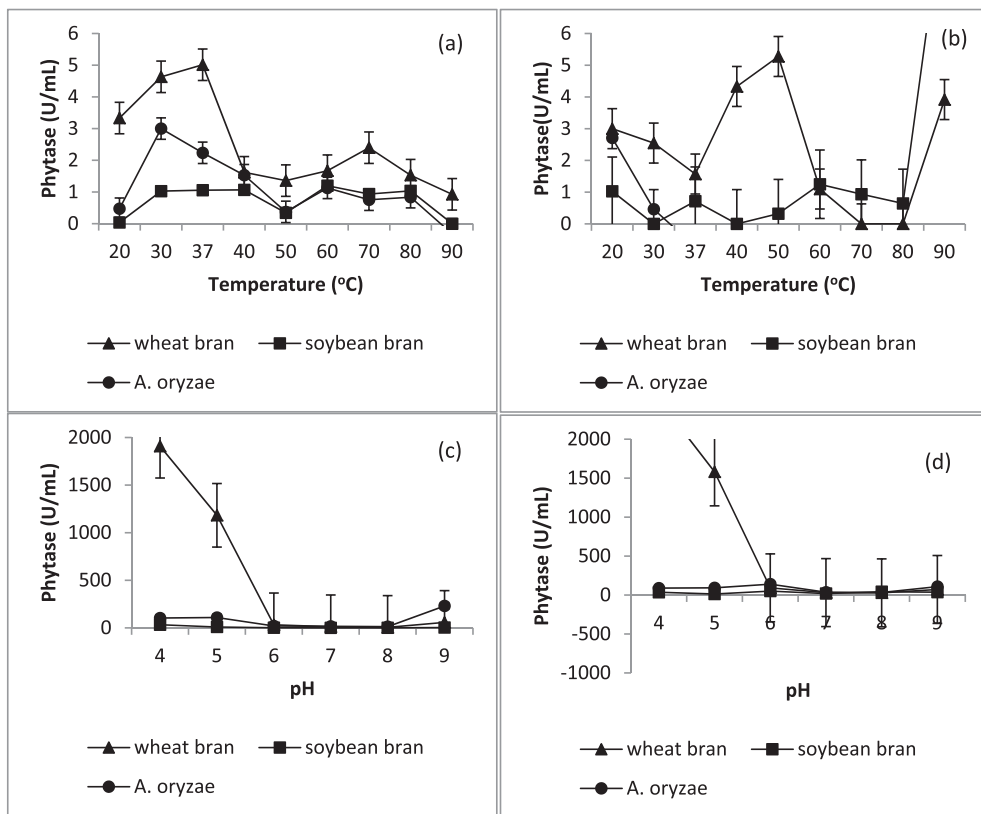 (a)
Phytase (U/mL)
6
5
4
3
2
1
0
20 30 37 40 50 60 70 80 90
Temperature (ºC)
wheat bran soybean bran
A. oryzae
(b)
Phytase(U/mL)
6
5
4
3
2
1
0
20 30 37 40 50 60 70 80 90
Temperature (ºC)
wheat bran soybean bran
A. oryzae
(c)
Phytase (U/mL)
2000
1500
1000
500
0
4 5 6 7 8 9
pH
wheat bran soybean bran
A. oryzae
(d)
Phytase (U/mL)
2000
1500
1000
500
0
-500
-1000
4 5 6 7 8 9
pH
wheat bran soybean bran
A. oryzae